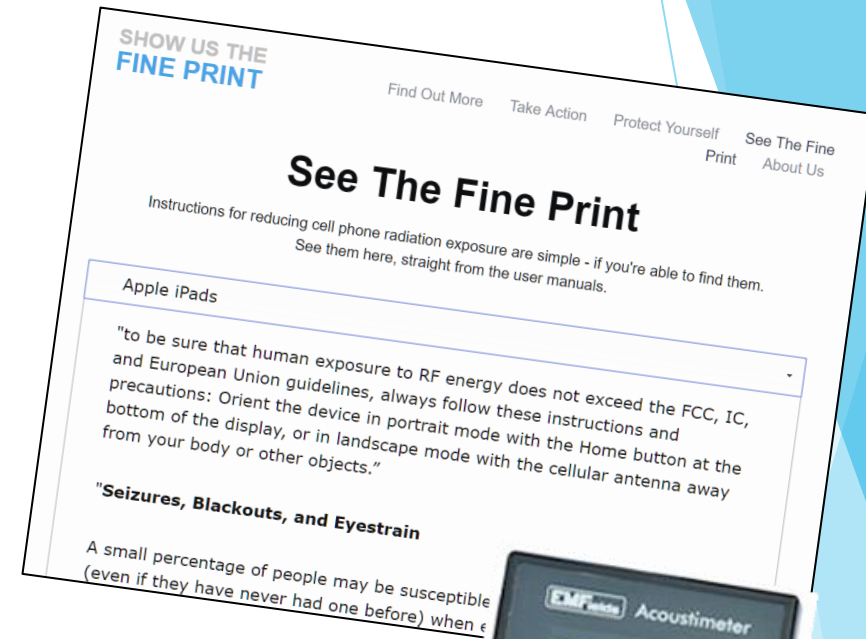 SHOW US THE
FINE PRINT
Find Out More Take Action Protect Yourself See The Fine
Print About Us
See The Fine Print
Instructions for reducing cell phone radiation exposure are simple - if you're able to find them.
See them here, straight from the user manuals.
Apple iPads
"to be sure that human exposure to RF energy does not exceed the FCC, IC,
and European Union guidelines, always follow these instructions and
precautions: Orient the device in portrait mode with the Home button at the
bottom of the display, or in landscape mode with the cellular antenna away
from your body or other objects.”
"Seizures, Blackouts, and Eyestrain
A small percentage of people may be susceptible
(even if they have never had one before) when
EMFields Acoustimeter